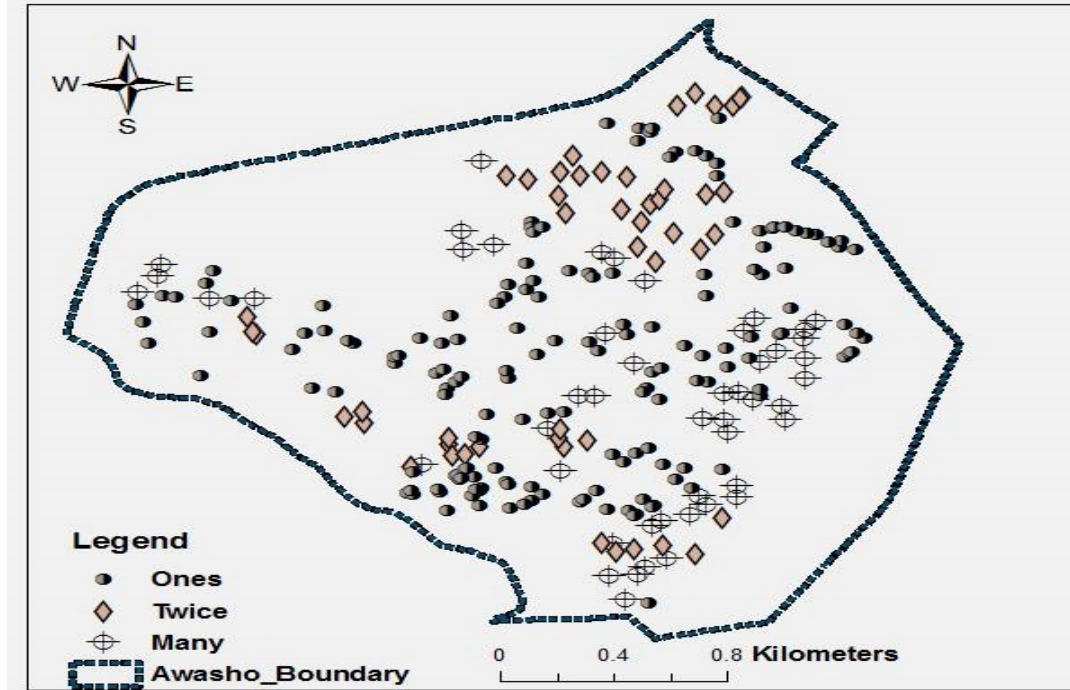 N
W E
S
Legend
Ones
Twice
Many
Awasho_Boundary
0 0.4 0.8 Kilometers